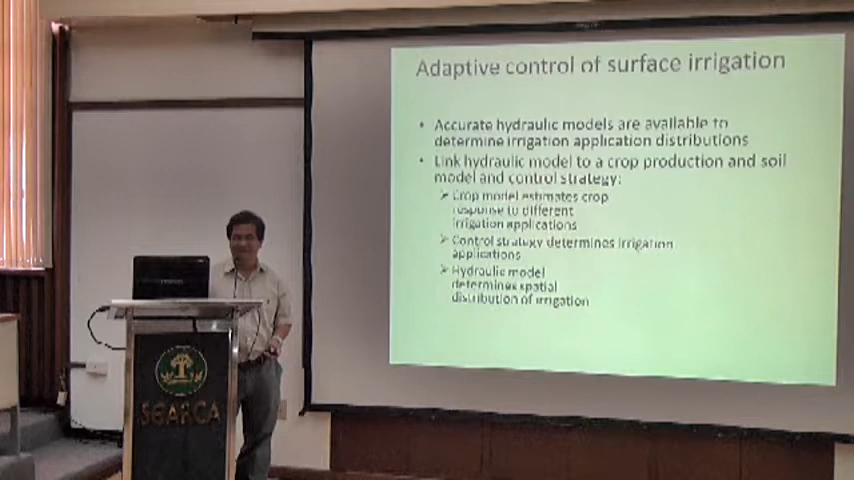 Adaptive control of surface irrigation
• Accurate hydraulic models are available to
determine irrigation application distributions
• Link hydraulic model to a crop production and soil
model and control strategy:
➢ Crop model estimates crop
response to different
irrigation applications
➢ Control strategy determines irrigation
applications
➢ Hydraulic model
determines spatial
distribution of irrigation
SEARCA